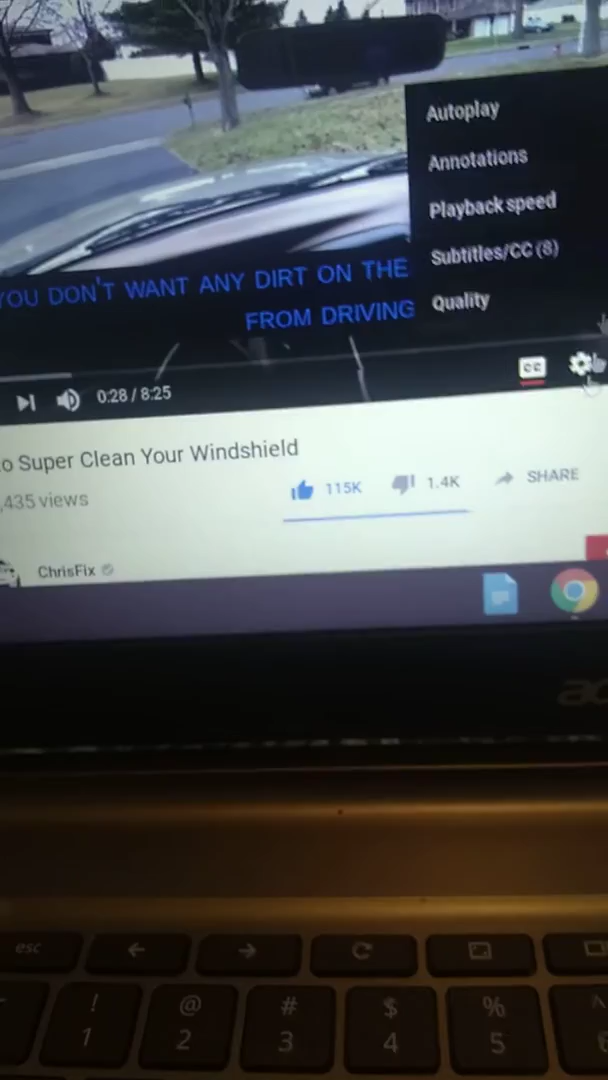 Autoplay
Annotations
Playback speed
Subtitles/CC (8)
Quality
YOU DON'T WANT ANY DIRT ON THE
FROM DRIVING
CC
0:28 / 8:25
o Super Clean Your Windshield
,435 views
115K
1.4K
SHARE
ChrisFix
ac
esc
! @ # $ % ^
1 2 3 4 5